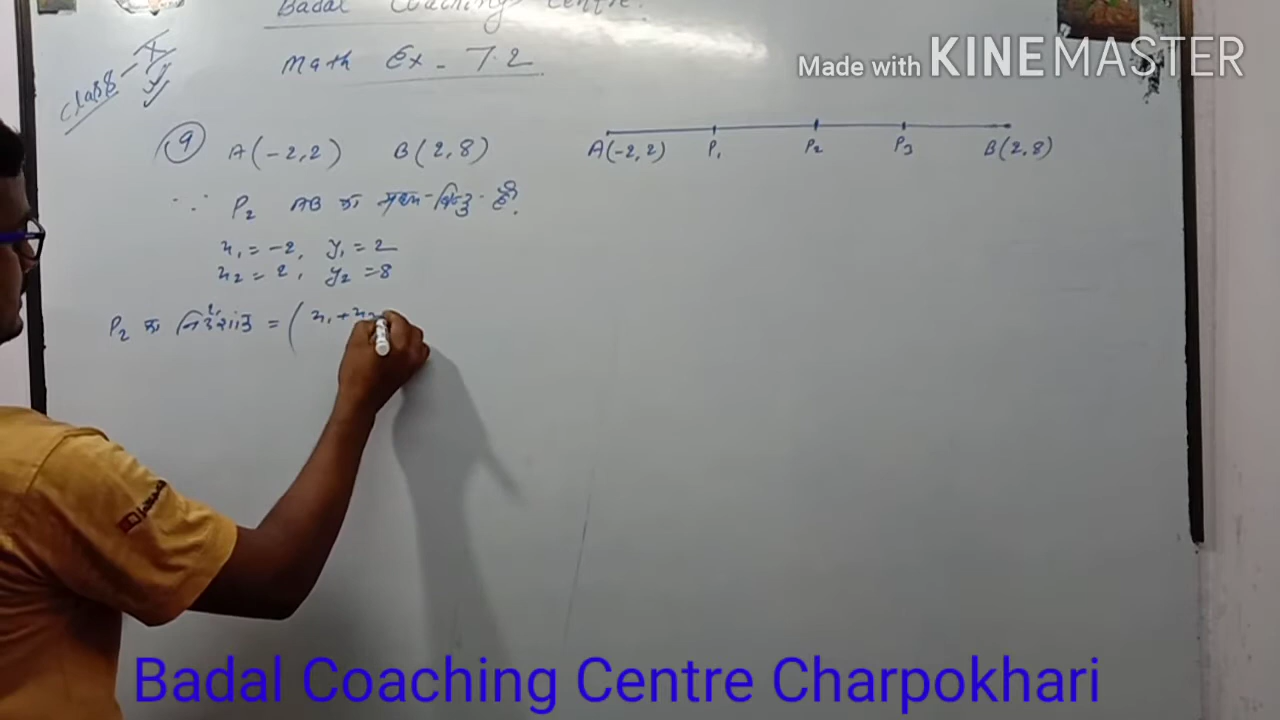 Badal Coaching Centre.
Made with KINEMASTER
Class - X
Math Ex - 7.2
9 A(-2,2) B(2,8)
A(-2,2) P₁ P₂ P₃ B(2,8)
∵ P₂ AB का मध्य-बिन्दु है.
x₁ = -2, y₁ = 2
x₂ = 2, y₂ = 8
P₂ का निर्देशांक = ( x₁ + x₂
Badal Coaching Centre Charpokhari